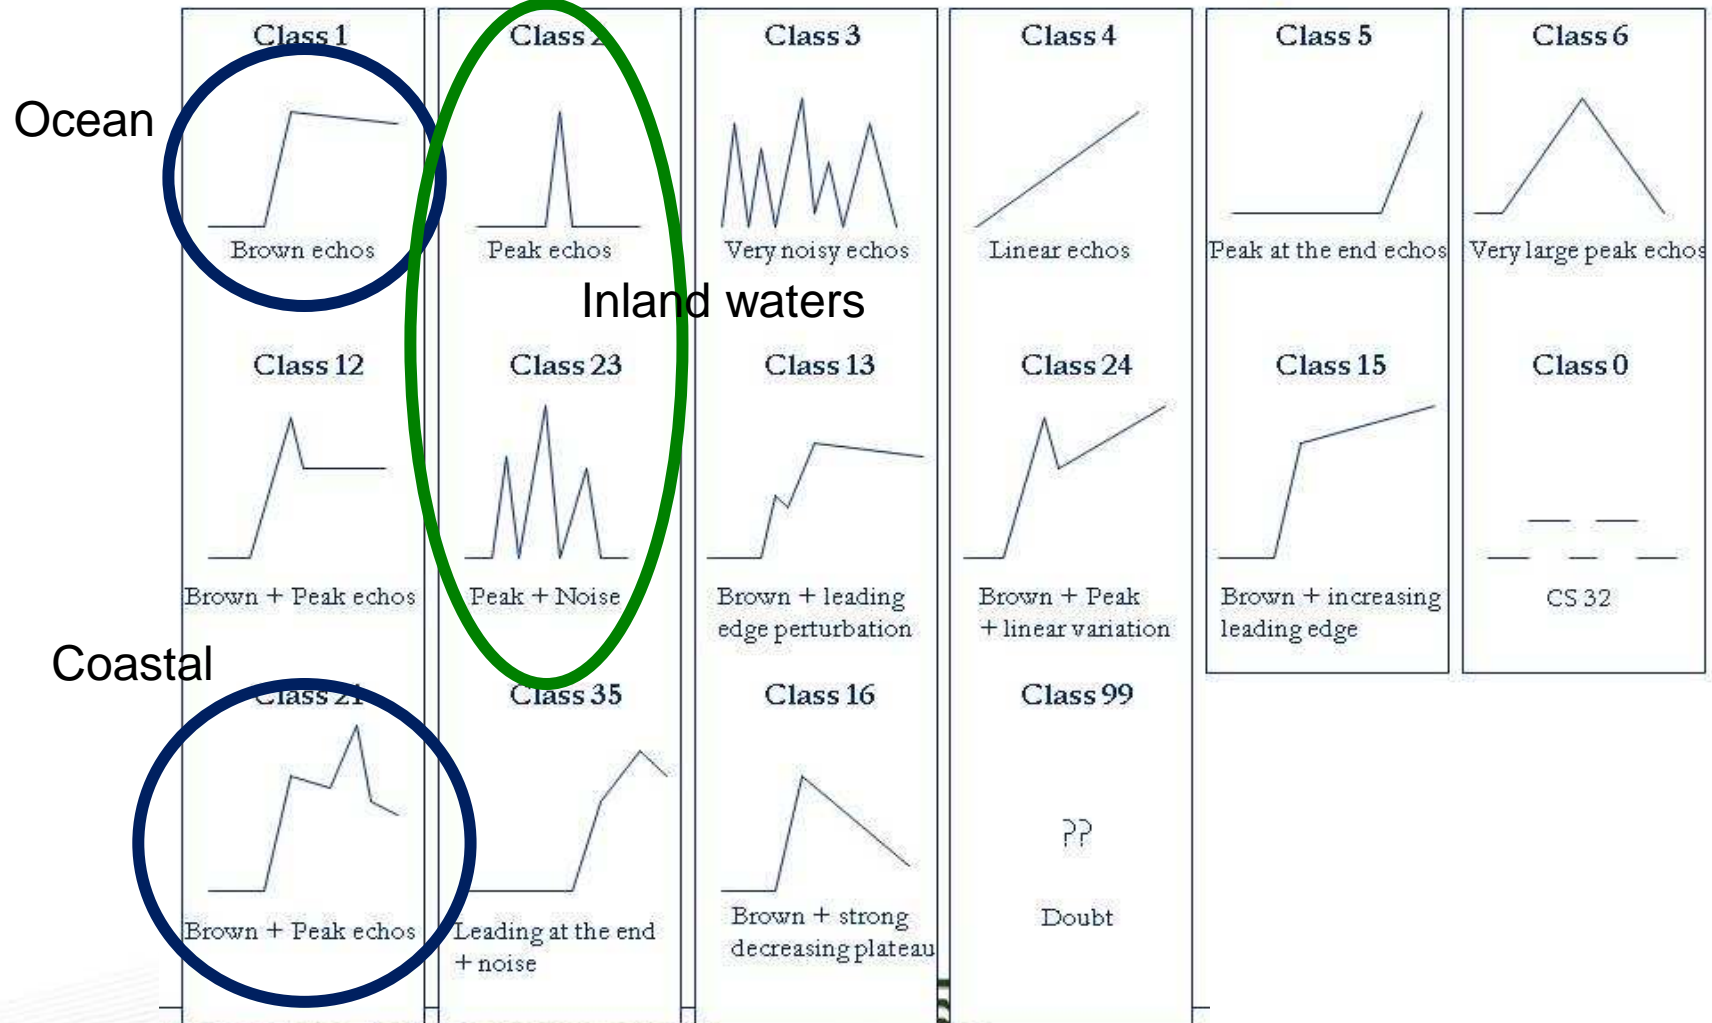 Class 1
Class 2
Class 3
Class 4
Class 5
Class 6
Ocean
Brown echos
Peak echos
Very noisy echos
Linear echos
Peak at the end echos
Very large peak echos
Inland waters
Class 12
Class 23
Class 13
Class 24
Class 15
Class 0
Brown + Peak echos
Peak + Noise
Brown + leading
edge perturbation
Brown + Peak
+ linear variation
Brown + increasing
leading edge
CS 32
Coastal
Class 21
Class 35
Class 16
Class 99
??
Brown + Peak echos
Leading at the end
+ noise
Brown + strong
decreasing plateau
Doubt